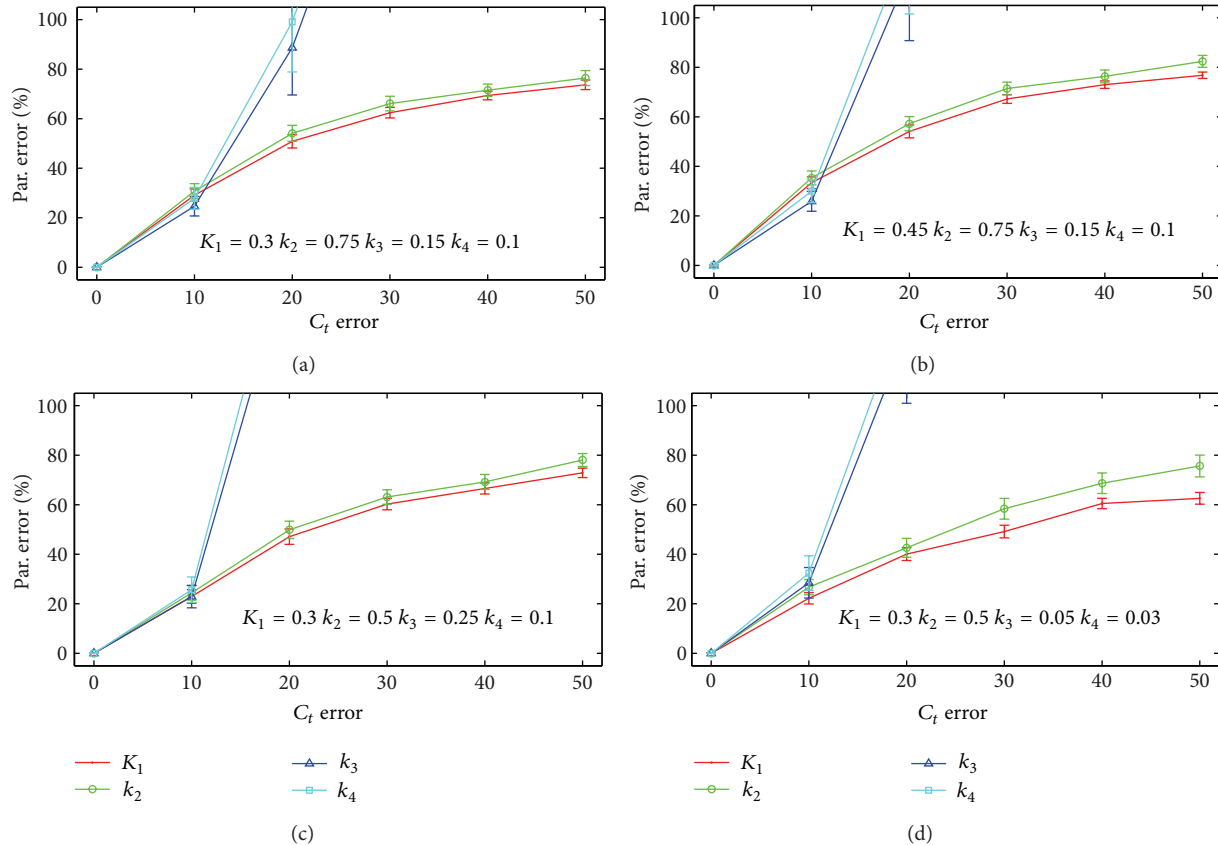 100
80
60
40
20
0
Par. error (%)
K₁ = 0.3 k₂ = 0.75 k₃ = 0.15 k₄ = 0.1
0 10 20 30 40 50
Cₜ error
(a)
100
80
60
40
20
0
Par. error (%)
K₁ = 0.45 k₂ = 0.75 k₃ = 0.15 k₄ = 0.1
0 10 20 30 40 50
Cₜ error
(b)
100
80
60
40
20
0
Par. error (%)
K₁ = 0.3 k₂ = 0.5 k₃ = 0.25 k₄ = 0.1
0 10 20 30 40 50
Cₜ error
K₁ k₃
k₂ k₄
(c)
100
80
60
40
20
0
Par. error (%)
K₁ = 0.3 k₂ = 0.5 k₃ = 0.05 k₄ = 0.03
0 10 20 30 40 50
Cₜ error
K₁ k₃
k₂ k₄
(d)